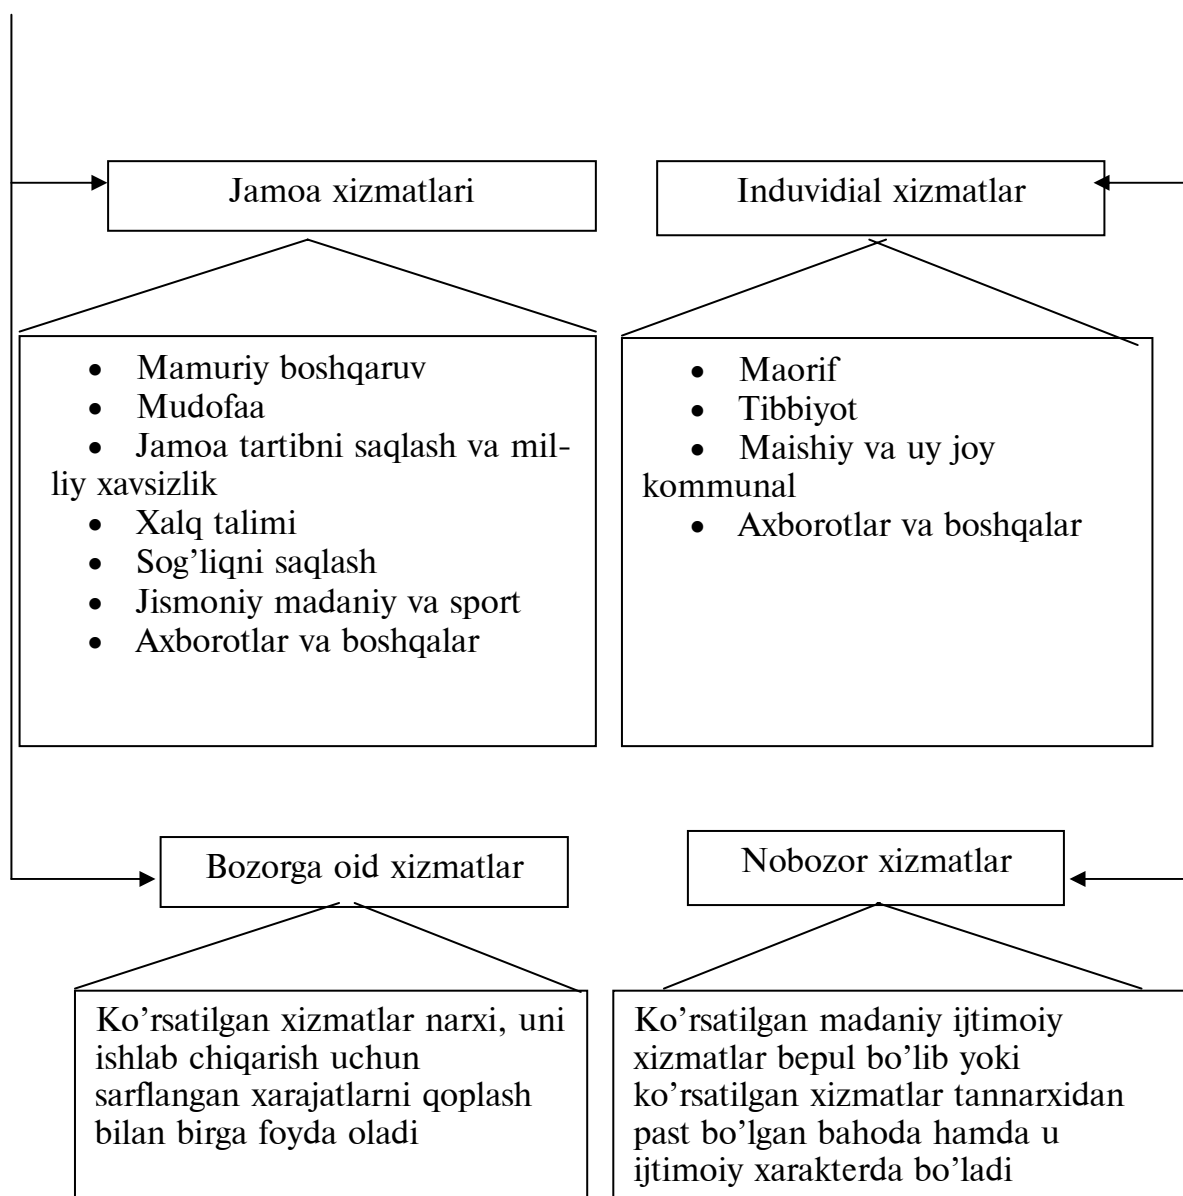 Jamoa xizmatlari
Induvidial xizmatlar
• Mamuriy boshqaruv
• Mudofaa
• Jamoa tartibni saqlash va mil-
liy xavsizlik
• Xalq talimi
• Sog’liqni saqlash
• Jismoniy madaniy va sport
• Axborotlar va boshqalar
• Maorif
• Tibbiyot
• Maishiy va uy joy
kommunal
• Axborotlar va boshqalar
Bozorga oid xizmatlar
Nobozor xizmatlar
Ko’rsatilgan xizmatlar narxi, uni
ishlab chiqarish uchun
sarflangan xarajatlarni qoplash
bilan birga foyda oladi
Ko’rsatilgan madaniy ijtimoiy
xizmatlar bepul bo’lib yoki
ko’rsatilgan xizmatlar tannarxidan
past bo’lgan bahoda hamda u
ijtimoiy xarakterda bo’ladi